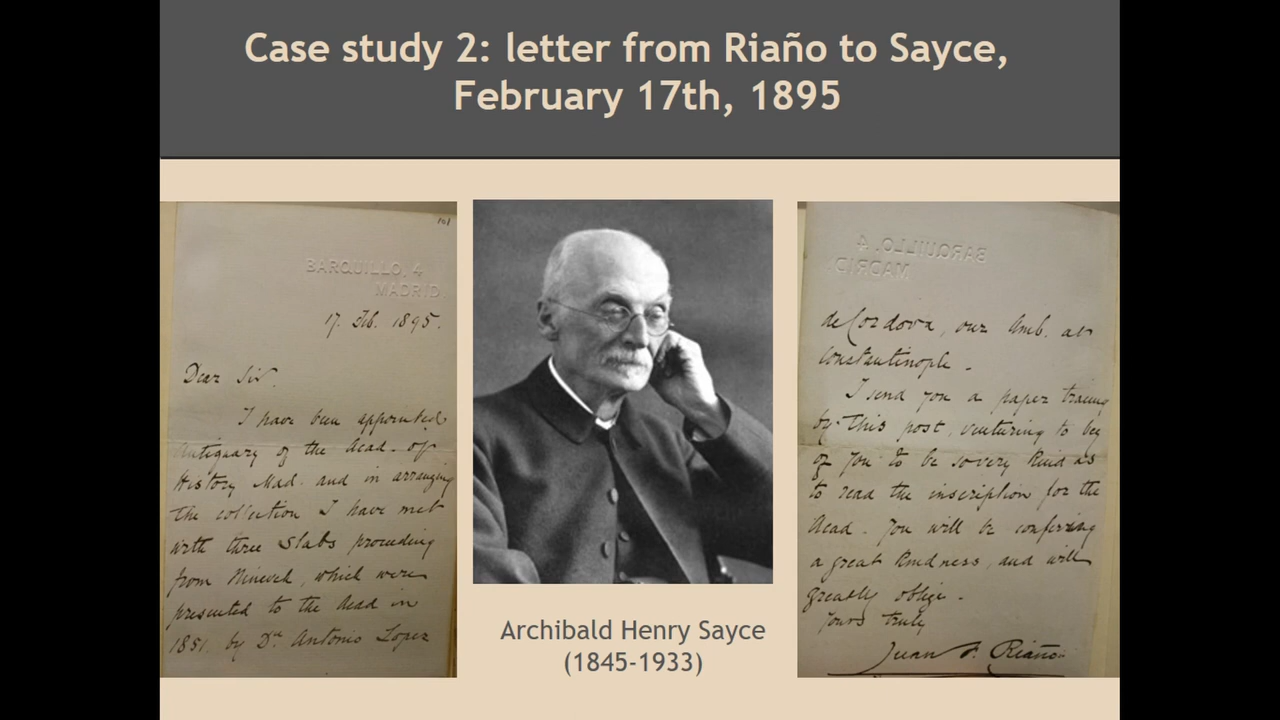 Case study 2: letter from Riaño to Sayce,
February 17th, 1895
101
BARQUILLO, 4
MADRID.
17. Feb. 1895.
Dear Sir.
I have been appointed
Antiquary of the Acad. of
History Mad. and in arranging
the collection I have met
with three slabs proceeding
from Nineveh, which were
presented to the Acad in
1851, by Dn Antonio Lopez
Archibald Henry Sayce
(1845-1933)
BARQUILLO, 4
MADRID.
de Cordova, our Amb. at
Constantinople.
I send you a paper tracing
by this post, venturing to beg
of you to be so very kind as
to read the inscription for the
Acad. You will be confering
a great kindness, and will
greatly oblige.
Yours truly
Juan F. Riaño